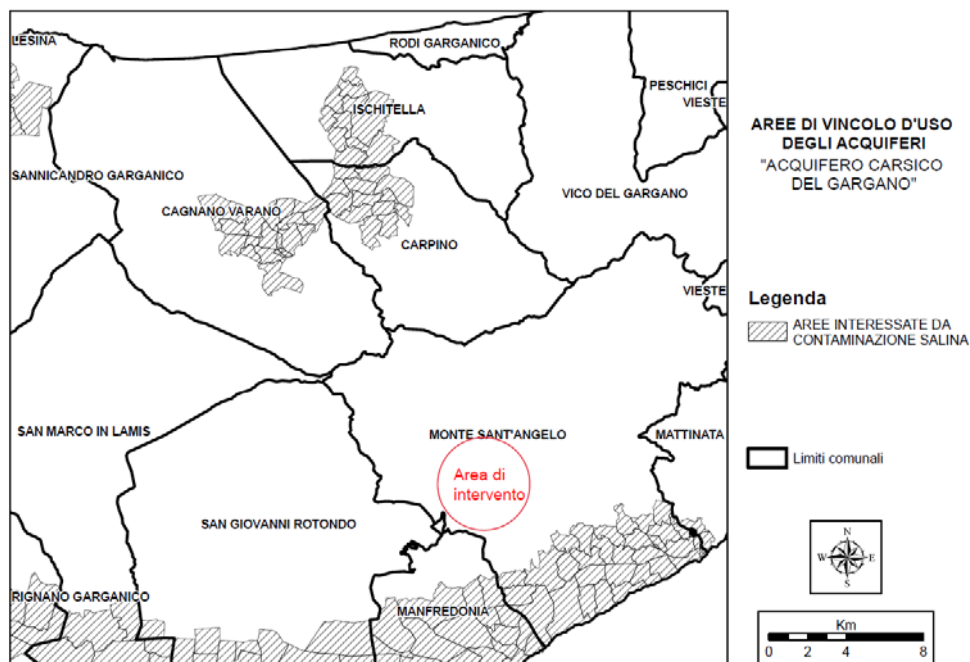 LESINA
RODI GARGANICO
PESCHICI
VIESTE
ISCHITELLA
SANNICANDRO GARGANICO
VICO DEL GARGANO
CAGNANO VARANO
CARPINO
VIESTE
SAN MARCO IN LAMIS
MONTE SANT'ANGELO
MATTINATA
Area di
intervento
SAN GIOVANNI ROTONDO
RIGNANO GARGANICO
MANFREDONIA
AREE DI VINCOLO D'USO
DEGLI ACQUIFERI
"ACQUIFERO CARSICO
DEL GARGANO"
Legenda
AREE INTERESSATE DA
CONTAMINAZIONE SALINA
Limiti comunali
N
W E
S
Km
0 2 4 8